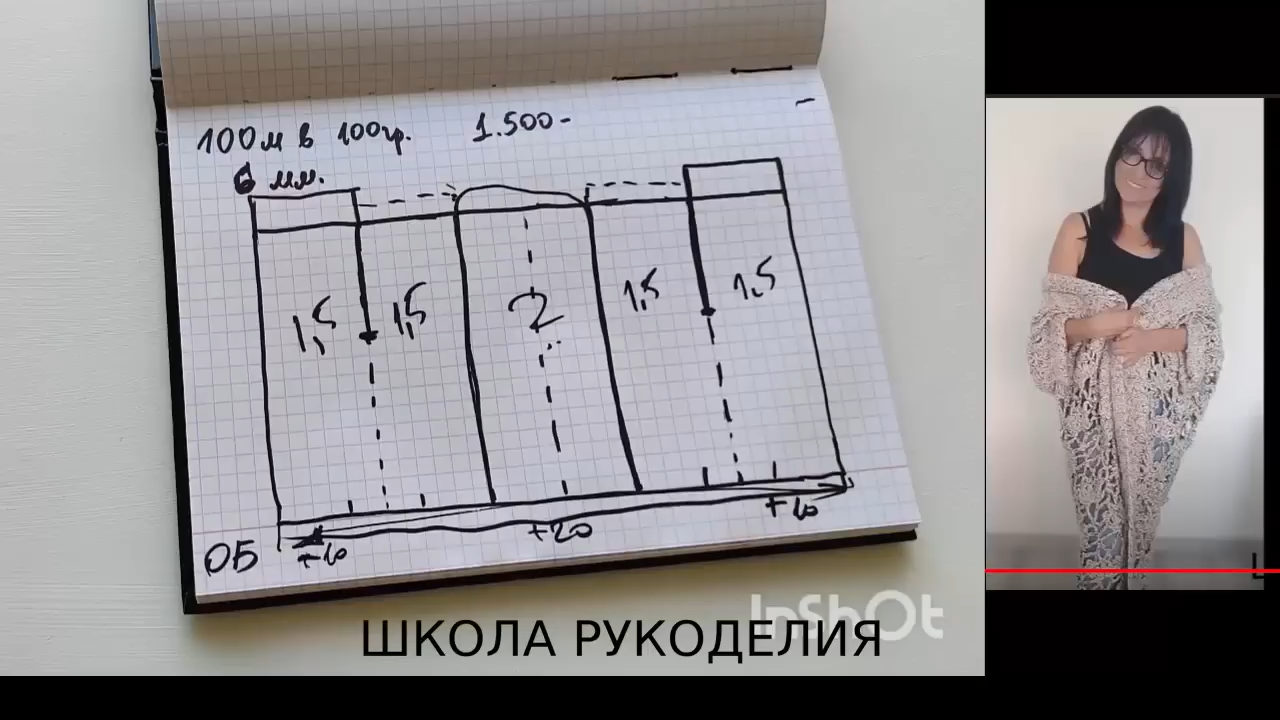 100м в 100гр. 1.500-
6 мм.
1,5 1,5 2 1,5 1,5
ОБ +10 +20 +10
InShOt
ШКОЛА РУКОДЕЛИЯ
L